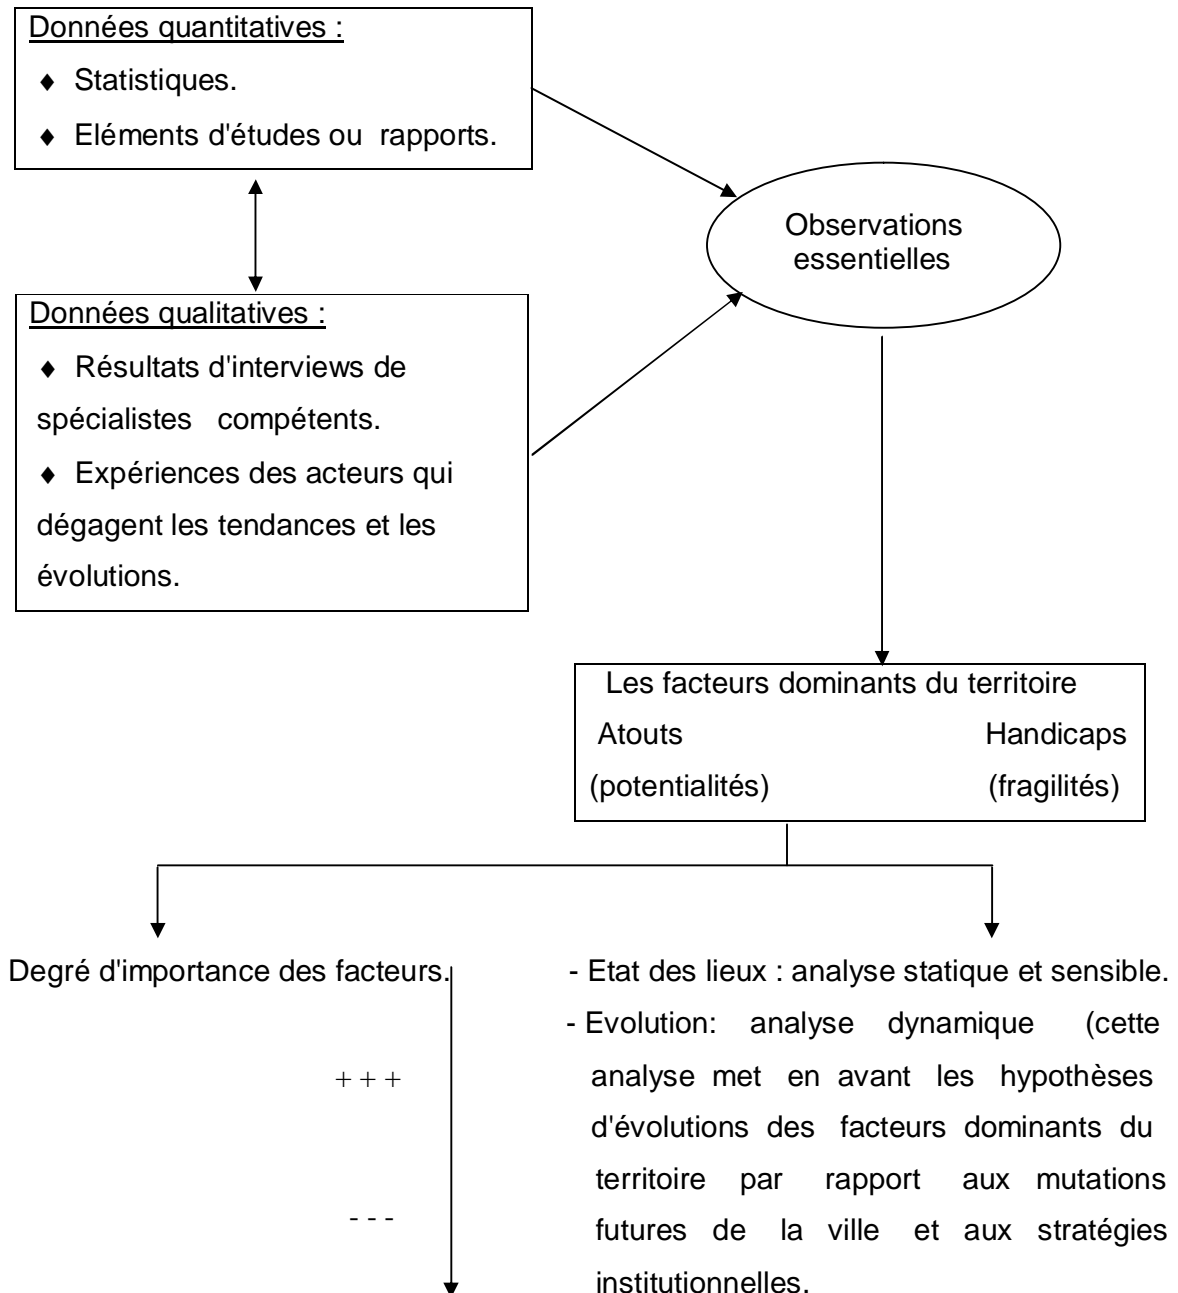 Données quantitatives :
♦ Statistiques.
♦ Eléments d'études ou rapports.
Observations
essentielles
Données qualitatives :
♦ Résultats d'interviews de
spécialistes compétents.
♦ Expériences des acteurs qui
dégagent les tendances et les
évolutions.
Les facteurs dominants du territoire
Atouts Handicaps
(potentialités) (fragilités)
Degré d'importance des facteurs.
+ + +
- - -
- Etat des lieux : analyse statique et sensible.
- Evolution: analyse dynamique (cette
analyse met en avant les hypothèses
d'évolutions des facteurs dominants du
territoire par rapport aux mutations
futures de la ville et aux stratégies
institutionnelles.